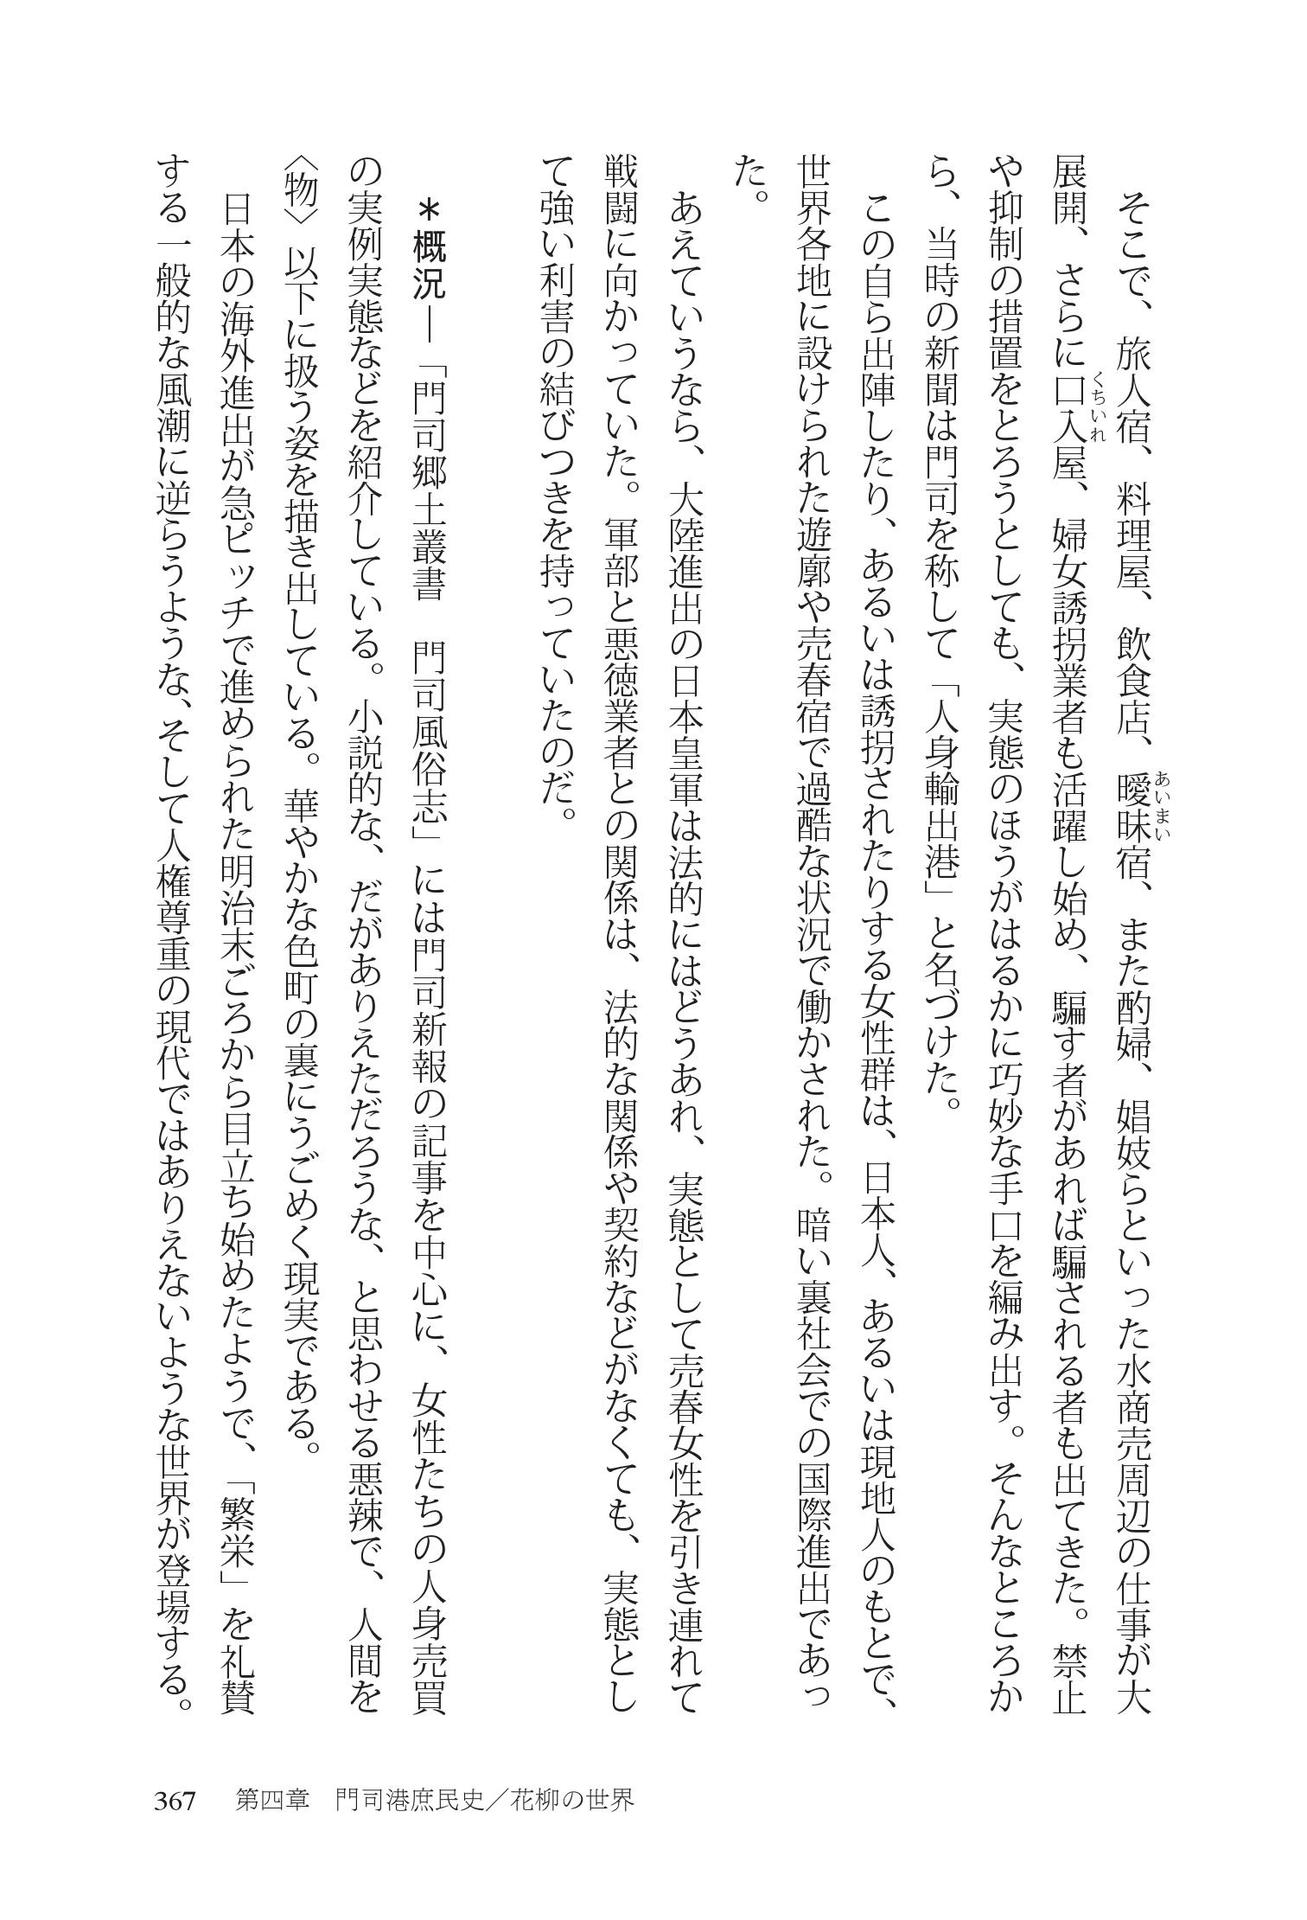 そこで、旅人宿、料理屋、飲食店、曖昧宿、また酌婦、娼妓らといった水商売周辺の仕事が大
あいまい
展開、さらに口入屋、婦女誘拐業者も活躍し始め、騙す者があれば騙される者も出てきた。禁止
くちいれ
や抑制の措置をとろうとしても、実態のほうがはるかに巧妙な手口を編み出す。そんなところか
ら、当時の新聞は門司を称して「人身輸出港」と名づけた。
この自ら出陣したり、あるいは誘拐されたりする女性群は、日本人、あるいは現地人のもとで、
世界各地に設けられた遊廓や売春宿で過酷な状況で働かされた。暗い裏社会での国際進出であっ
た。
あえていうなら、大陸進出の日本皇軍は法的にはどうあれ、実態として売春女性を引き連れて
戦闘に向かっていた。軍部と悪徳業者との関係は、法的な関係や契約などがなくても、実態とし
て強い利害の結びつきを持っていたのだ。
＊概況―「門司郷土叢書　門司風俗志」には門司新報の記事を中心に、女性たちの人身売買
の実例実態などを紹介している。小説的な、だがありえただろうな、と思わせる悪辣で、人間を
〈物〉以下に扱う姿を描き出している。華やかな色町の裏にうごめく現実である。
日本の海外進出が急ピッチで進められた明治末ごろから目立ち始めたようで、「繁栄」を礼賛
する一般的な風潮に逆らうような、そして人権尊重の現代ではありえないような世界が登場する。
367　第四章　門司港庶民史／花柳の世界